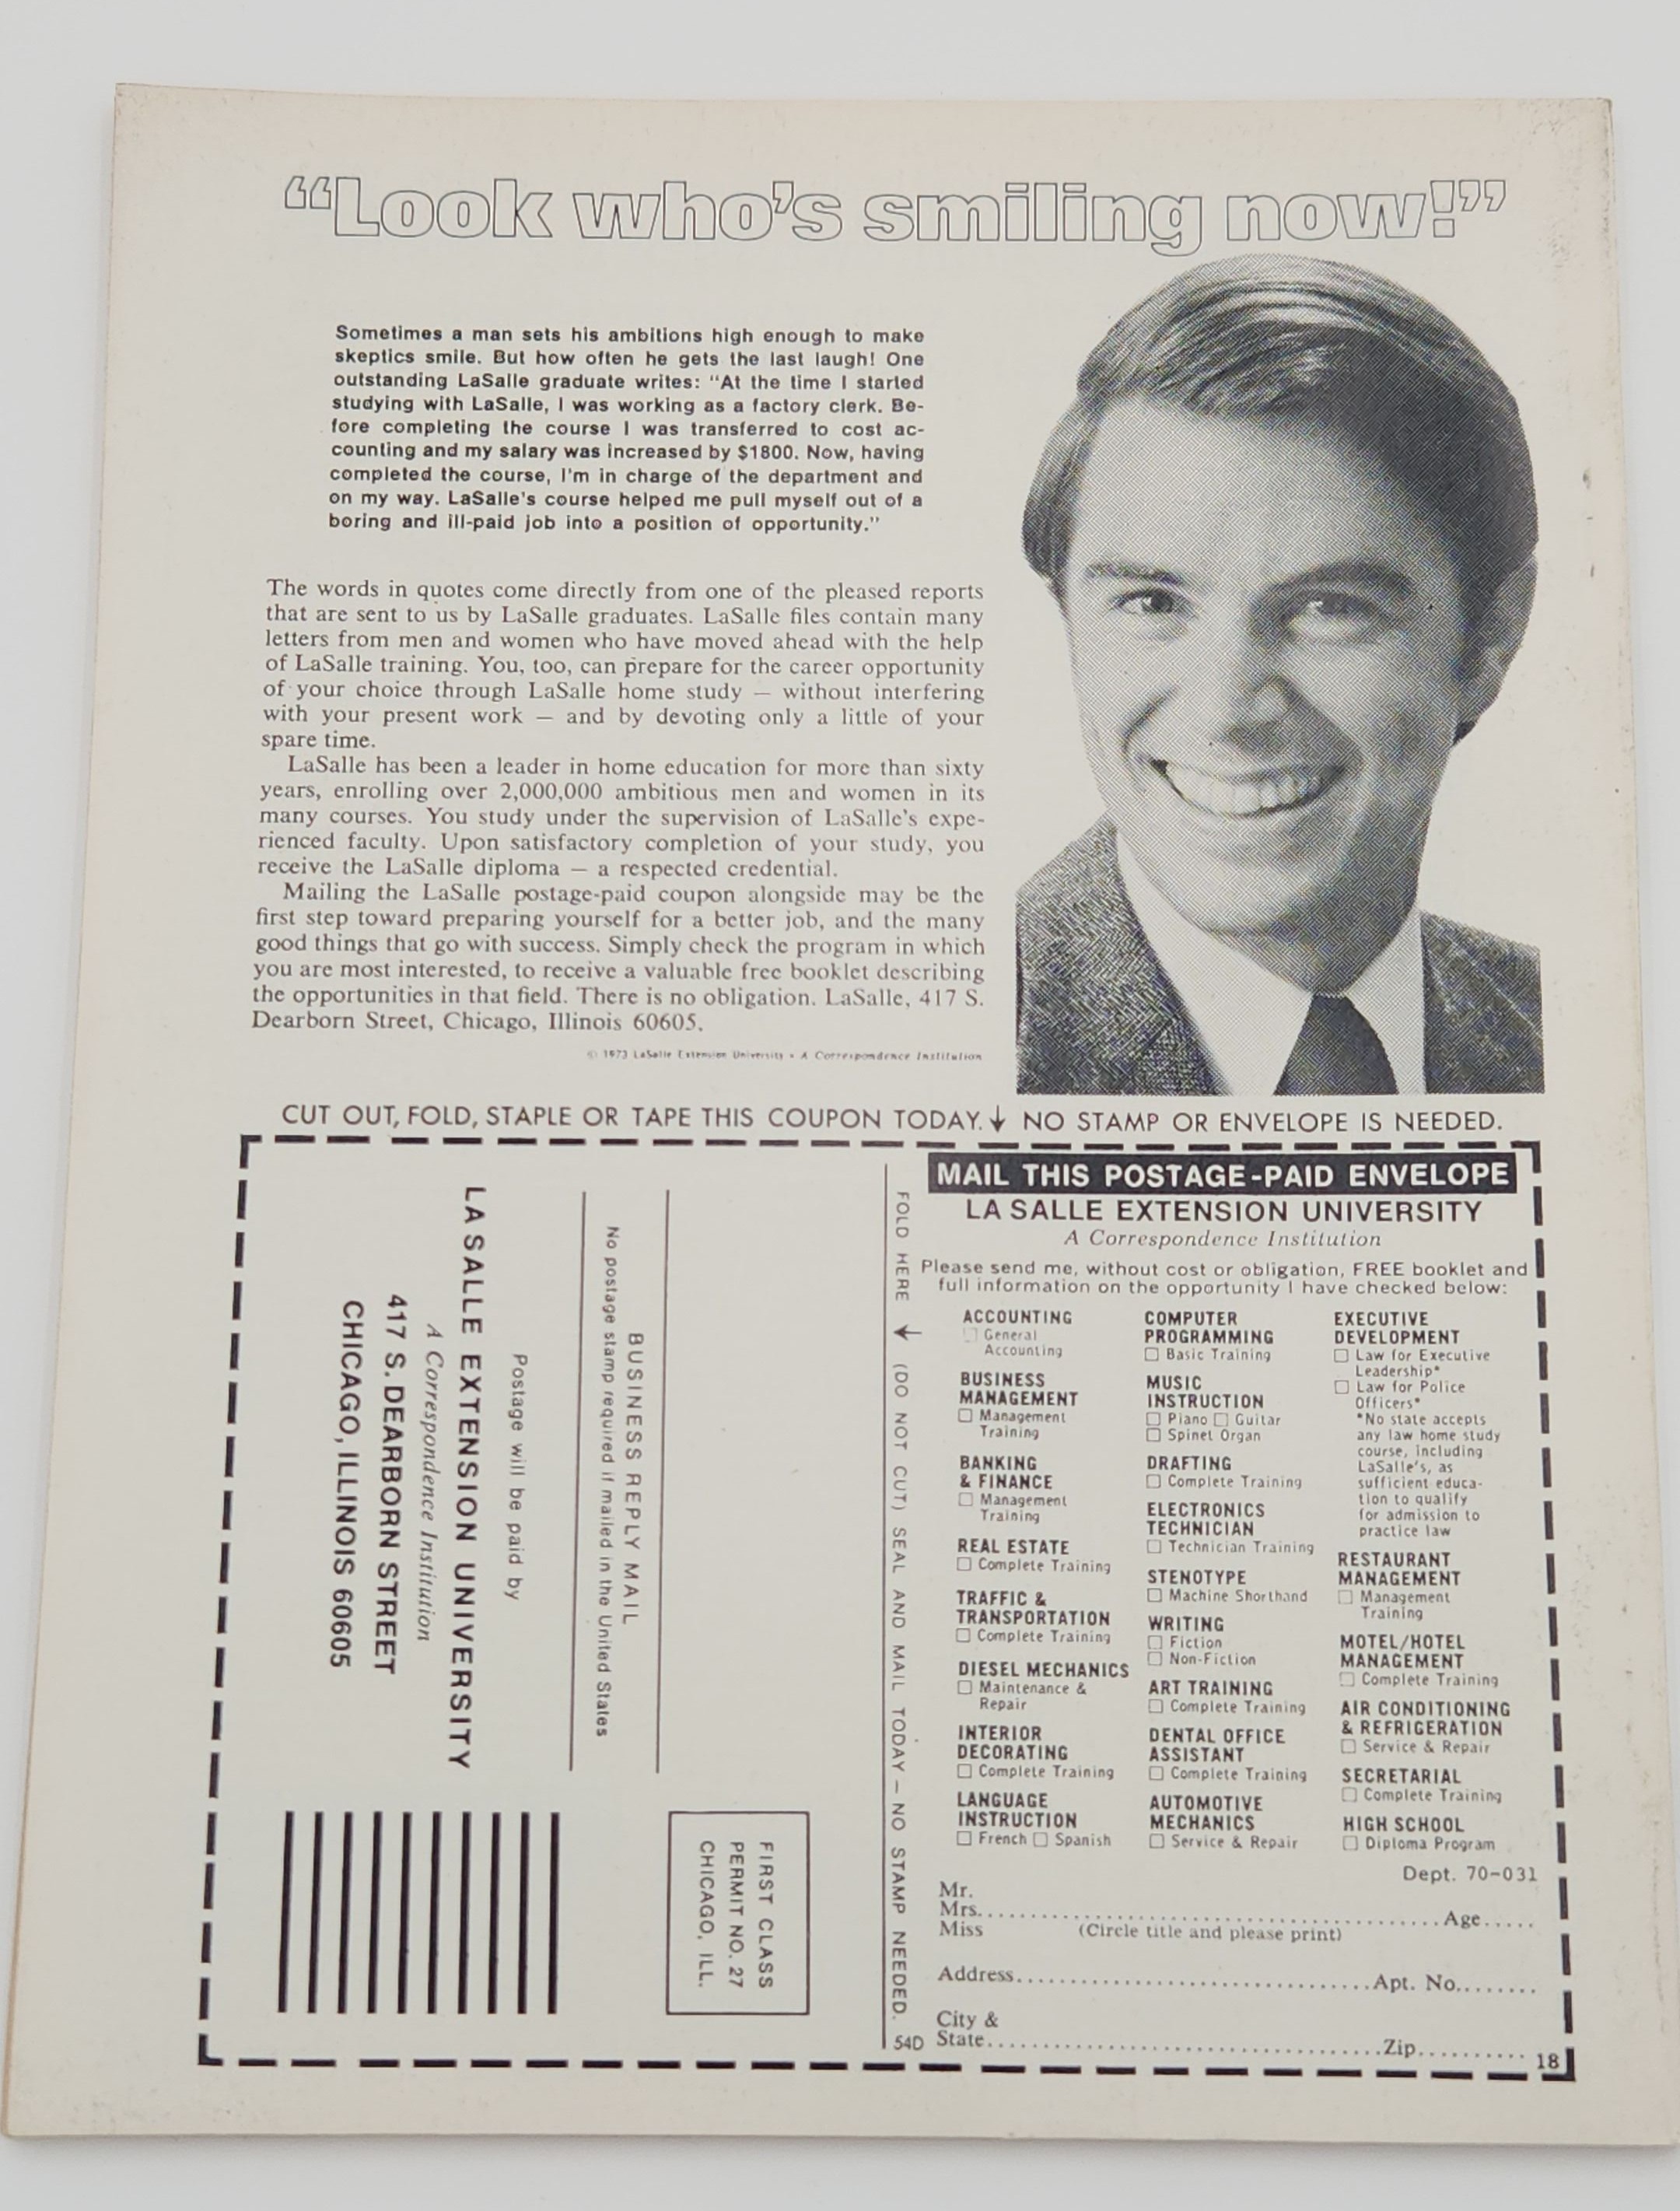 “Look who’s smiling now!”
Sometimes a man sets his ambitions high enough to make
skeptics smile. But how often he gets the last laugh! One
outstanding LaSalle graduate writes: “At the time I started
studying with LaSalle, I was working as a factory clerk. Be-
fore completing the course I was transferred to cost ac-
counting and my salary was increased by $1800. Now, having
completed the course, I’m in charge of the department and
on my way. LaSalle’s course helped me pull myself out of a
boring and ill-paid job into a position of opportunity.”
The words in quotes come directly from one of the pleased reports
that are sent to us by LaSalle graduates. LaSalle files contain many
letters from men and women who have moved ahead with the help
of LaSalle training. You, too, can prepare for the career opportunity
of your choice through LaSalle home study — without interfering
with your present work — and by devoting only a little of your
spare time.
LaSalle has been a leader in home education for more than sixty
years, enrolling over 2,000,000 ambitious men and women in its
many courses. You study under the supervision of LaSalle’s expe-
rienced faculty. Upon satisfactory completion of your study, you
receive the LaSalle diploma — a respected credential.
Mailing the LaSalle postage-paid coupon alongside may be the
first step toward preparing yourself for a better job, and the many
good things that go with success. Simply check the program in which
you are most interested, to receive a valuable free booklet describing
the opportunities in that field. There is no obligation. LaSalle, 417 S.
Dearborn Street, Chicago, Illinois 60605.
© 1973 LaSalle Extension University • A Correspondence Institution
CUT OUT, FOLD, STAPLE OR TAPE THIS COUPON TODAY.↓ NO STAMP OR ENVELOPE IS NEEDED.
FIRST CLASS
PERMIT NO. 27
CHICAGO, ILL.
BUSINESS REPLY MAIL
No postage stamp required if mailed in the United States
Postage will be paid by
LA SALLE EXTENSION UNIVERSITY
A Correspondence Institution
417 S. DEARBORN STREET
CHICAGO, ILLINOIS 60605
FOLD HERE ↓ (DO NOT CUT) SEAL AND MAIL TODAY — NO STAMP NEEDED.
54D
MAIL THIS POSTAGE-PAID ENVELOPE
LA SALLE EXTENSION UNIVERSITY
A Correspondence Institution
Please send me, without cost or obligation, FREE booklet and
full information on the opportunity I have checked below:
ACCOUNTING
☐ General
Accounting
BUSINESS
MANAGEMENT
☐ Management
Training
BANKING
& FINANCE
☐ Management
Training
REAL ESTATE
☐ Complete Training
TRAFFIC &
TRANSPORTATION
☐ Complete Training
DIESEL MECHANICS
☐ Maintenance &
Repair
INTERIOR
DECORATING
☐ Complete Training
LANGUAGE
INSTRUCTION
☐ French ☐ Spanish
COMPUTER
PROGRAMMING
☐ Basic Training
MUSIC
INSTRUCTION
☐ Piano ☐ Guitar
☐ Spinet Organ
DRAFTING
☐ Complete Training
ELECTRONICS
TECHNICIAN
☐ Technician Training
STENOTYPE
☐ Machine Shorthand
WRITING
☐ Fiction
☐ Non-Fiction
ART TRAINING
☐ Complete Training
DENTAL OFFICE
ASSISTANT
☐ Complete Training
AUTOMOTIVE
MECHANICS
☐ Service & Repair
EXECUTIVE
DEVELOPMENT
☐ Law for Executive
Leadership*
☐ Law for Police
Officers*
*No state accepts
any law home study
course, including
LaSalle’s, as
sufficient educa-
tion to qualify
for admission to
practice law
RESTAURANT
MANAGEMENT
☐ Management
Training
MOTEL/HOTEL
MANAGEMENT
☐ Complete Training
AIR CONDITIONING
& REFRIGERATION
☐ Service & Repair
SECRETARIAL
☐ Complete Training
HIGH SCHOOL
☐ Diploma Program
Dept. 70-031
Mr.
Mrs. Age
Miss (Circle title and please print)
Address Apt. No.
City &
State Zip
18